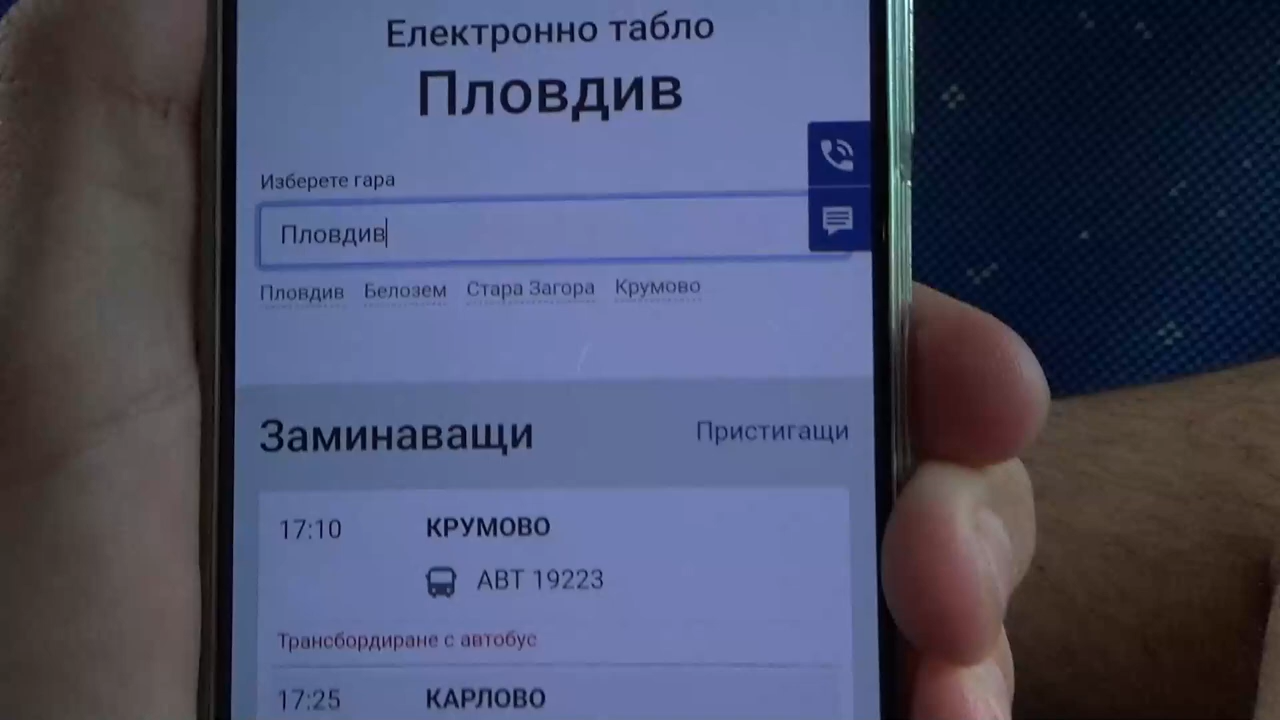 Електронно табло
Пловдив
Изберете гара
Пловдив
Пловдив Белозем Стара Загора Крумово
Заминаващи Пристигащи
17:10 КРУМОВО
АВТ 19223
Трансбордиране с автобус
17:25 КАРЛОВО